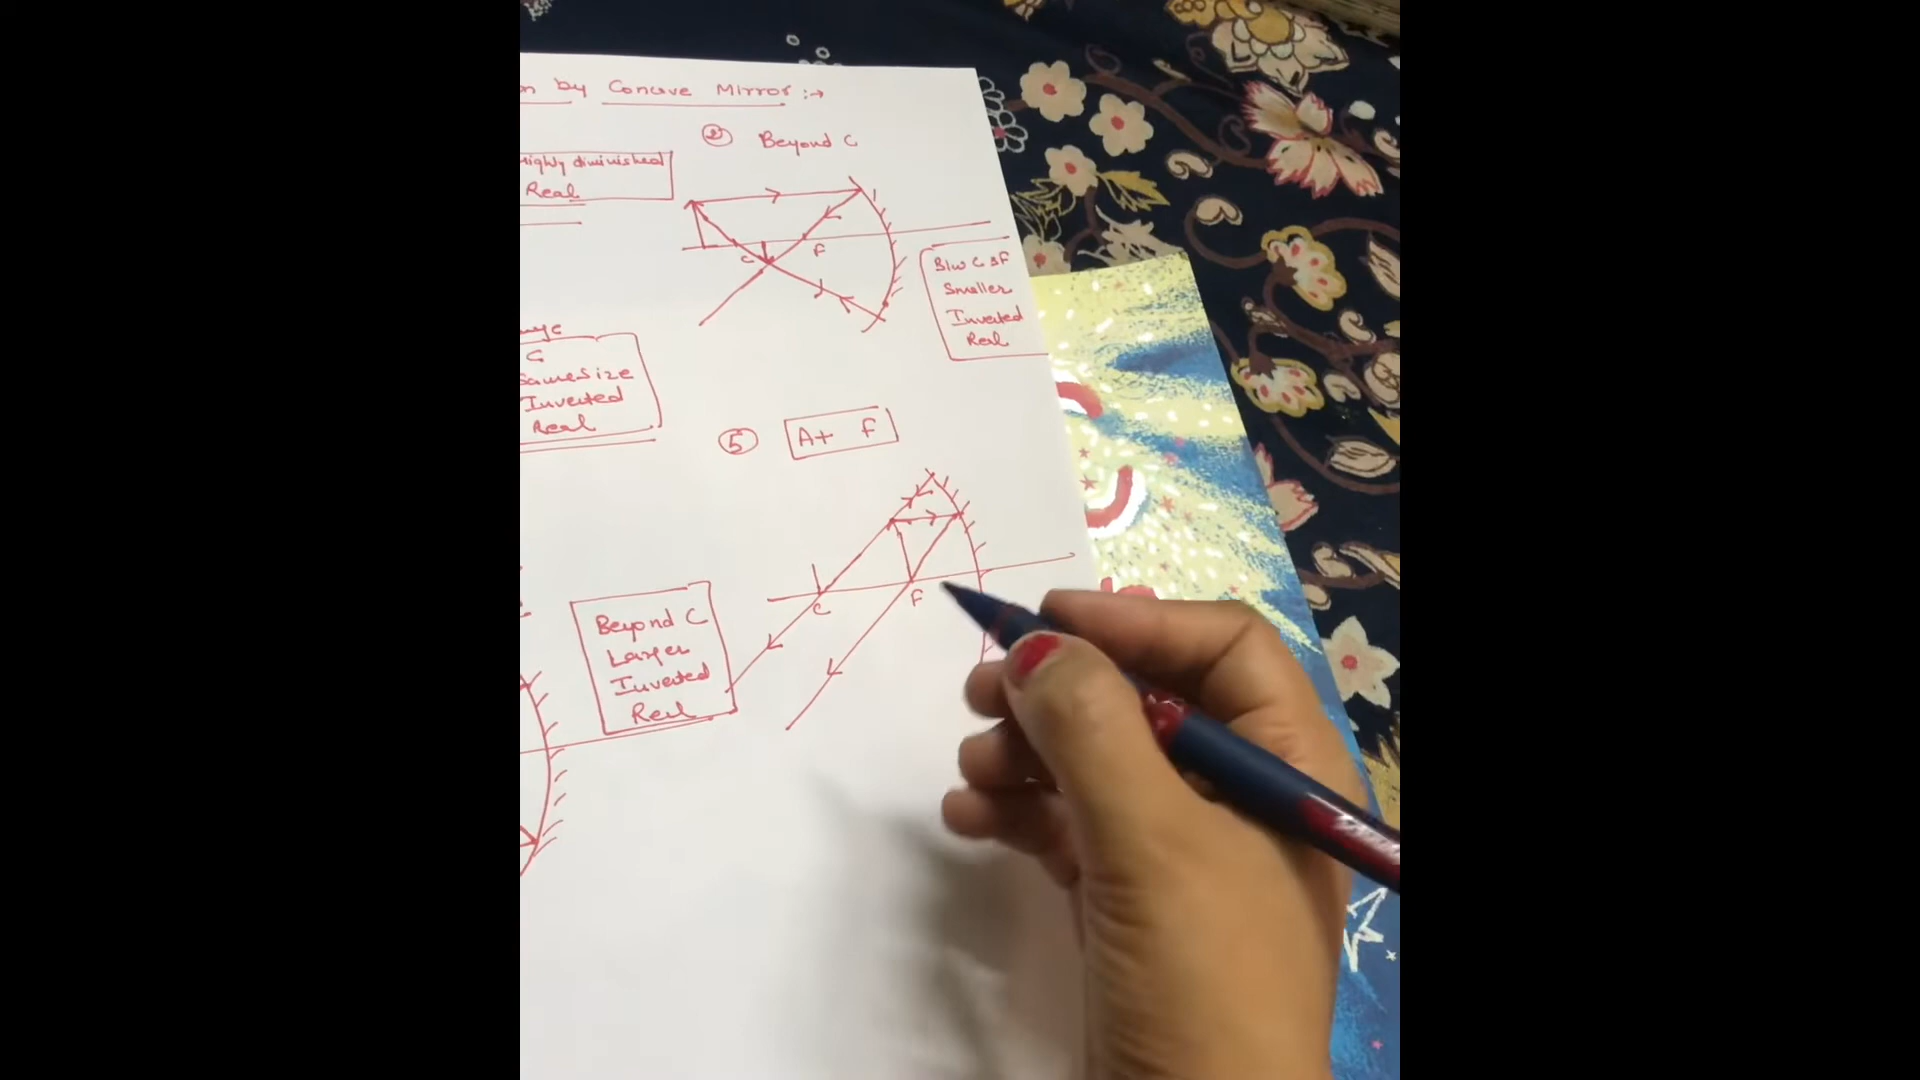 by Concave Mirror :→
② Beyond C
Highly diminished
Real
C
F
B/w C & F
Smaller
Inverted
Real
C
Same Size
Inverted
Real
⑤ At F
C
F
Beyond C
Larger
Inverted
Real